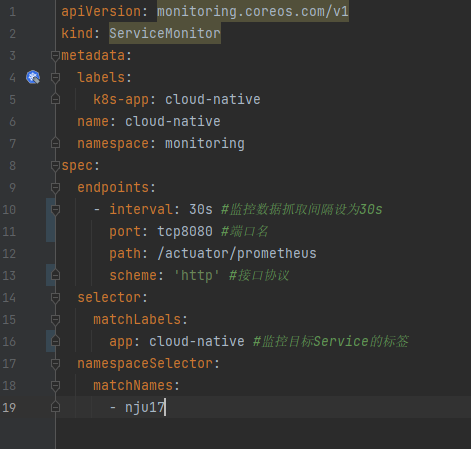 1 apiVersion: monitoring.coreos.com/v1
2 kind: ServiceMonitor
3 metadata:
4   labels:
5     k8s-app: cloud-native
6   name: cloud-native
7   namespace: monitoring
8 spec:
9   endpoints:
10     - interval: 30s #监控数据抓取间隔设为30s
11       port: tcp8080 #端口名
12       path: /actuator/prometheus
13       scheme: 'http' #接口协议
14   selector:
15     matchLabels:
16       app: cloud-native #监控目标Service的标签
17   namespaceSelector:
18     matchNames:
19       - nju17